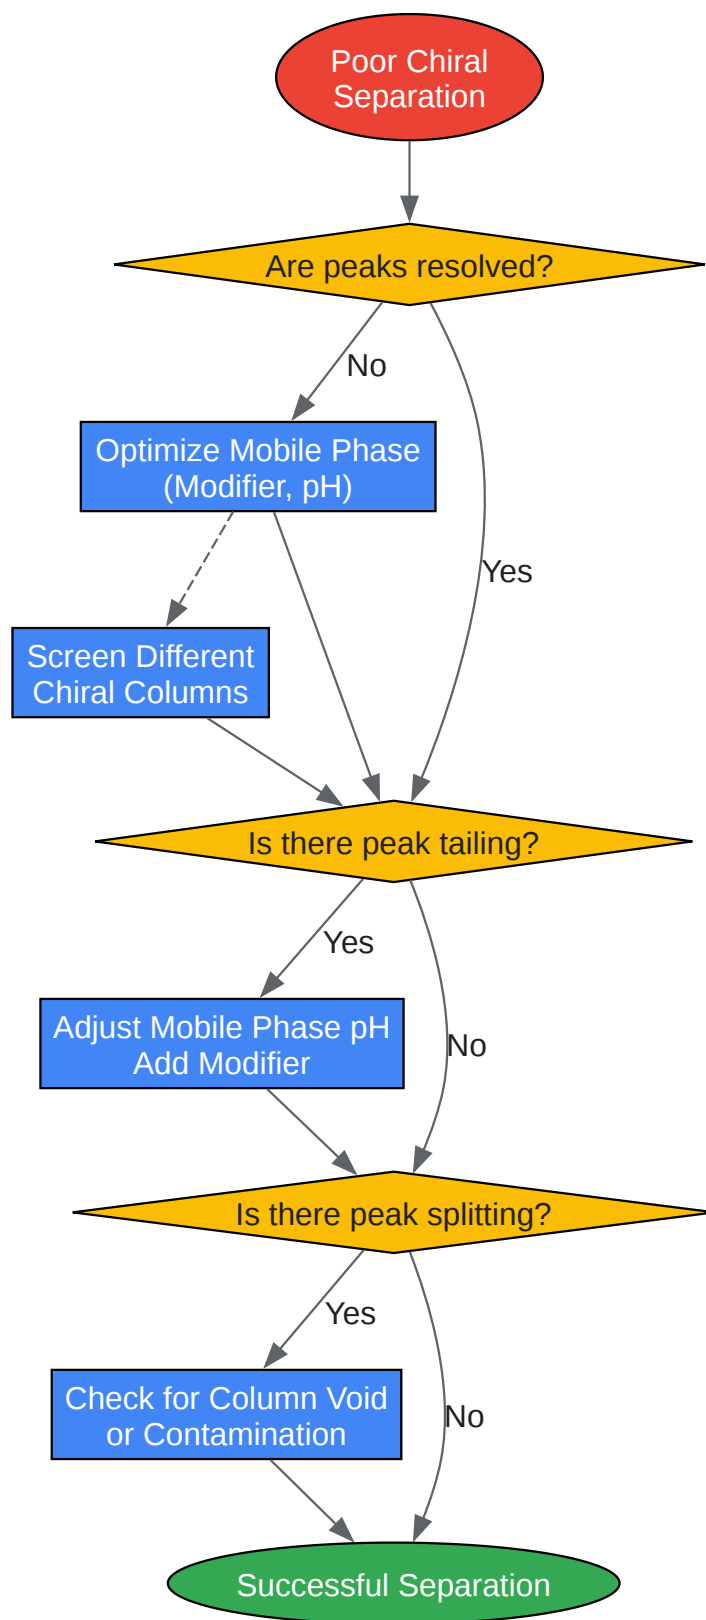 Poor Chiral
Separation
Are peaks resolved?
No
Optimize Mobile Phase
(Modifier, pH)
Yes
Screen Different
Chiral Columns
Is there peak tailing?
Yes
Adjust Mobile Phase pH
Add Modifier
No
Is there peak splitting?
Yes
Check for Column Void
or Contamination
No
Successful Separation